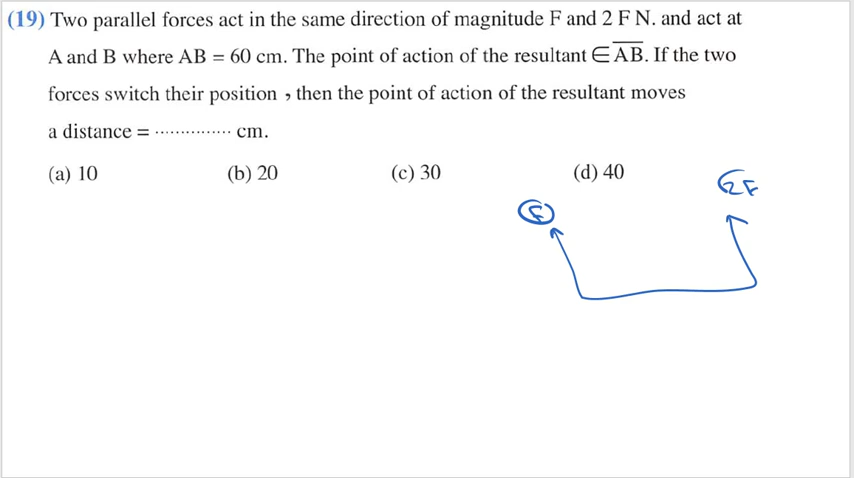 (19) Two parallel forces act in the same direction of magnitude F and 2 F N. and act at
A and B where AB = 60 cm. The point of action of the resultant ∈ A̅B̅. If the two
forces switch their position , then the point of action of the resultant moves
a distance = ............... cm.
(a) 10 (b) 20 (c) 30 (d) 40
2F
F